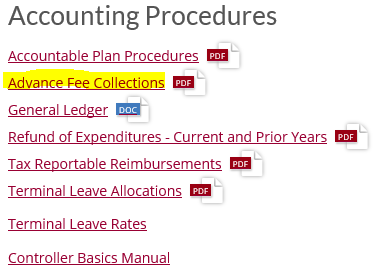 Accounting Procedures
Accountable Plan Procedures PDF
Advance Fee Collections PDF
General Ledger DOC
Refund of Expenditures - Current and Prior Years PDF
Tax Reportable Reimbursements PDF
Terminal Leave Allocations PDF
Terminal Leave Rates
Controller Basics Manual